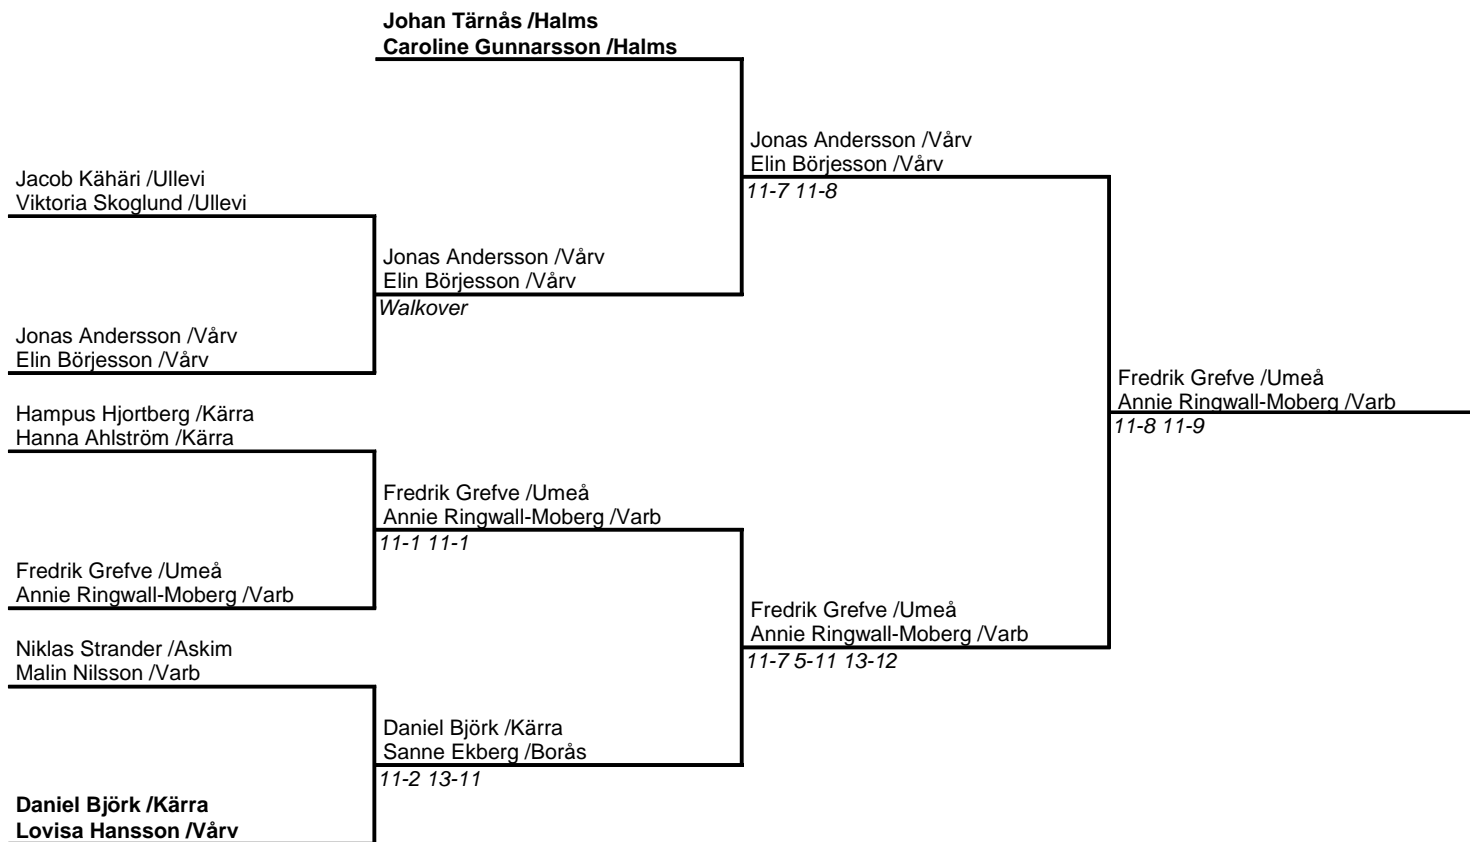 Johan Tärnås /Halms
Caroline Gunnarsson /Halms
Jonas Andersson /Vårv
Elin Börjesson /Vårv
11-7 11-8
Jacob Kähäri /Ullevi
Viktoria Skoglund /Ullevi
Jonas Andersson /Vårv
Elin Börjesson /Vårv
Walkover
Jonas Andersson /Vårv
Elin Börjesson /Vårv
Fredrik Grefve /Umeå
Annie Ringwall-Moberg /Varb
11-8 11-9
Hampus Hjortberg /Kärra
Hanna Ahlström /Kärra
Fredrik Grefve /Umeå
Annie Ringwall-Moberg /Varb
11-1 11-1
Fredrik Grefve /Umeå
Annie Ringwall-Moberg /Varb
Fredrik Grefve /Umeå
Annie Ringwall-Moberg /Varb
11-7 5-11 13-12
Niklas Strander /Askim
Malin Nilsson /Varb
Daniel Björk /Kärra
Sanne Ekberg /Borås
11-2 13-11
Daniel Björk /Kärra
Lovisa Hansson /Vårv